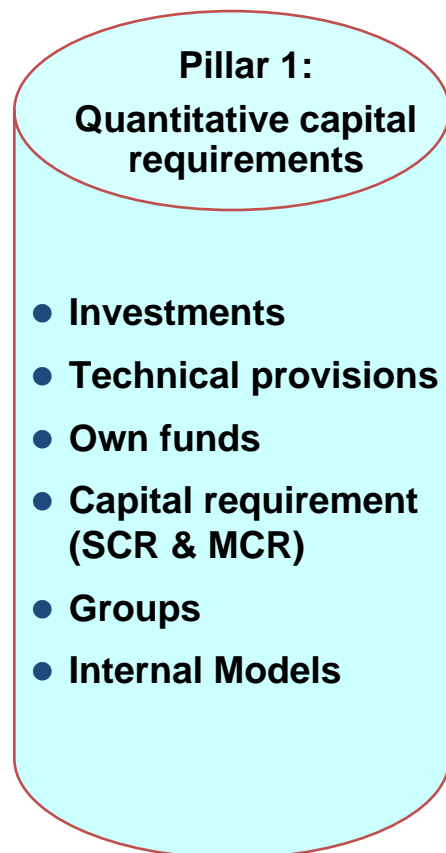 Pillar 1:
Quantitative capital
requirements
● Investments
● Technical provisions
● Own funds
● Capital requirement
(SCR & MCR)
● Groups
● Internal Models